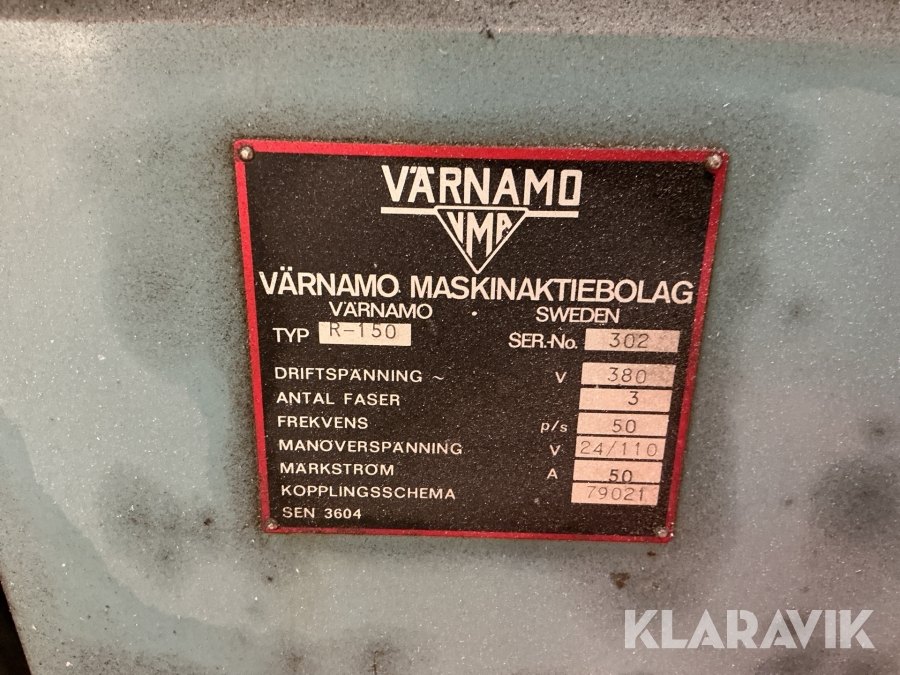 VÄRNAMO
VMA
VÄRNAMO MASKINAKTIEBOLAG
VÄRNAMO · SWEDEN
TYP R-150 SER.-No. 302
DRIFTSPÄNNING ~ V 380
ANTAL FASER 3
FREKVENS p/s 50
MANÖVERSPÄNNING V 24/110
MÄRKSTRÖM A 50
KOPPLINGSSCHEMA 79021
SEN 3604
KLARAVIK